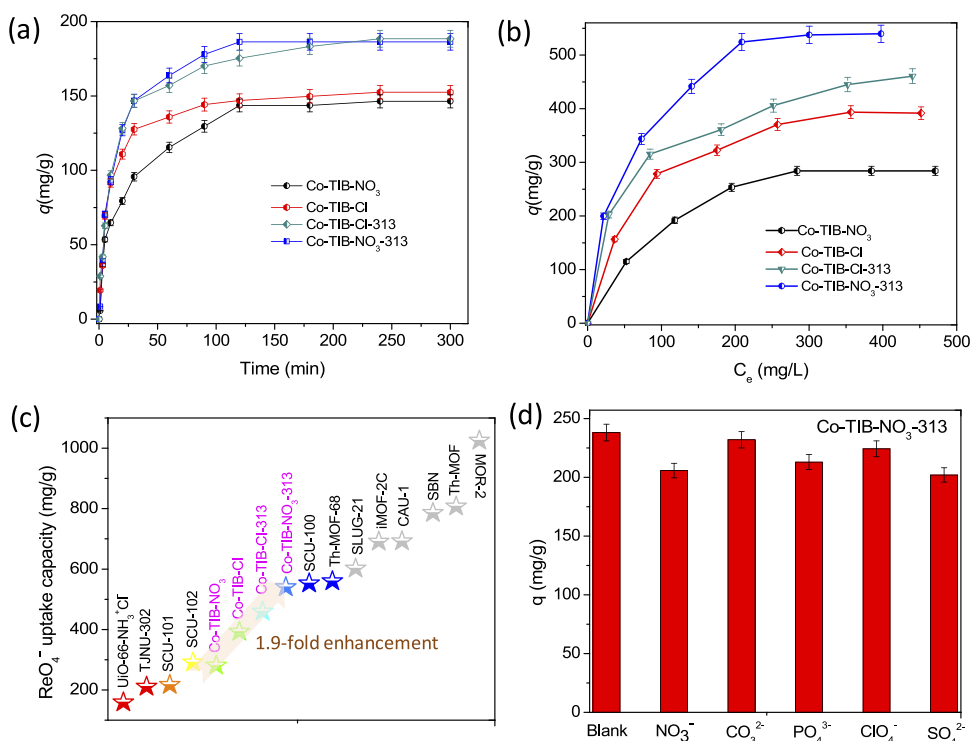 (a)
200
150
100
50
0
q(mg/g)
Co-TIB-NO₃
Co-TIB-Cl
Co-TIB-Cl-313
Co-TIB-NO₃-313
0 50 100 150 200 250 300
Time (min)
(b)
500
400
300
200
100
0
q(mg/g)
Co-TIB-NO₃
Co-TIB-Cl
Co-TIB-Cl-313
Co-TIB-NO₃-313
0 100 200 300 400 500
Cₑ (mg/L)
(c)
1000
800
600
400
200
ReO₄⁻ uptake capacity (mg/g)
UiO-66-NH₃⁺Cl⁻
TJNU-302
SCU-101
SCU-102
Co-TIB-NO₃
Co-TIB-Cl
Co-TIB-Cl-313
Co-TIB-NO₃-313
SCU-100
Th-MOF-68
SLUG-21
iMOF-2C
CAU-1
SBN
Th-MOF
MOR-2
1.9-fold enhancement
(d)
250
200
150
100
50
0
q (mg/g)
Co-TIB-NO₃-313
Blank NO₃⁻ CO₃²⁻ PO₄³⁻ ClO₄⁻ SO₄²⁻